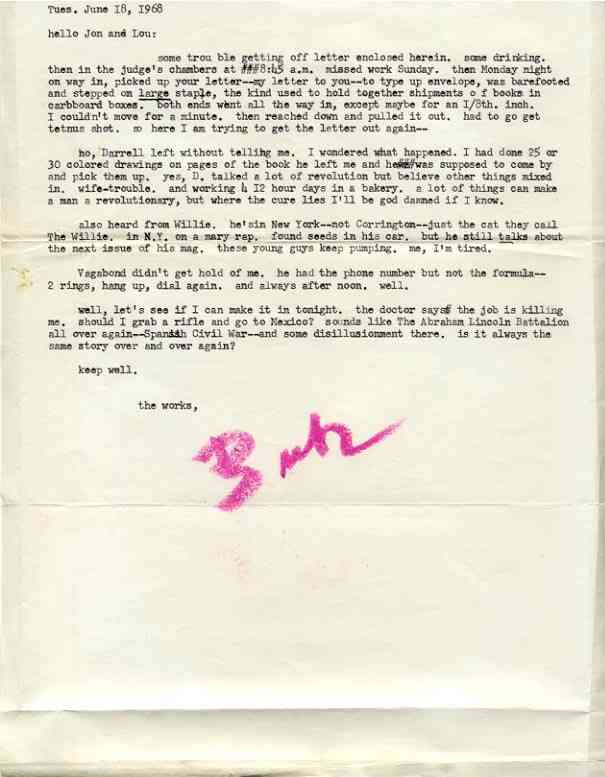 Tues. June 18, 1968
hello Jon and Lou:
some trou ble getting off letter enclosed herein. some drinking.
then in the judge's chambers at ###8:45 a.m. missed work Sunday. then Monday night
on way in, picked up your letter--my letter to you--to type up envelope, was barefooted
and stepped on large staple, the kind used to hold together shipments o f books in
carbboard boxes. both ends went all the way in, except maybe for an I/8th. inch.
I couldn't move for a minute. then reached down and pulled it out. had to go get
tetnus shot. so here I am trying to get the letter out again--
ho, Darrell left without telling me. I wondered what happened. I had done 25 or
30 colored drawings on pages of the book he left me and he###was supposed to come by
and pick them up. yes, D. talked a lot of revolution but believe other things mixed
in. wife-trouble. and working 4 12 hour days in a bakery. a lot of things can make
a man a revolutionary, but where the cure lies I'll be god damned if I know.
also heard from Willie. he'sin New York--not Corrington--just the cat they call
The Willie. in N.Y. on a mary rap. found seeds in his car. but he still talks about
the next issue of his mag. these young guys keep pumping. me, I'm tired.
Vagabond didn't get hold of me. he had the phone number but not the formula--
2 rings, hang up, dial again. and always after noon. well.
well, let's see if I can make it in tonight. the doctor says# the job is killing
me. should I grab a rifle and go to Mexico? sounds like The Abraham Lincoln Battalion
all over again--Spanish Civil War--and some disillusionment there. is it always the
same story over and over again?
keep well.
the works,
Buk